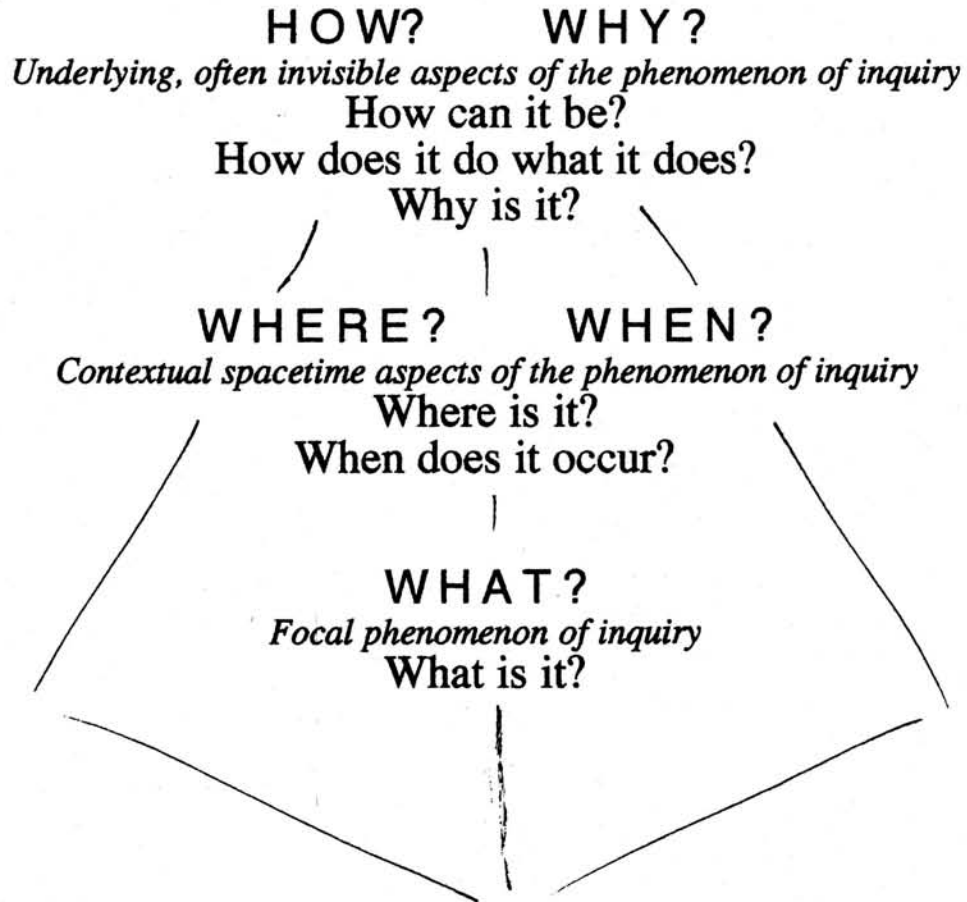 HOW? WHY?
Underlying, often invisible aspects of the phenomenon of inquiry
How can it be?
How does it do what it does?
Why is it?
WHERE? WHEN?
Contextual spacetime aspects of the phenomenon of inquiry
Where is it?
When does it occur?
WHAT?
Focal phenomenon of inquiry
What is it?